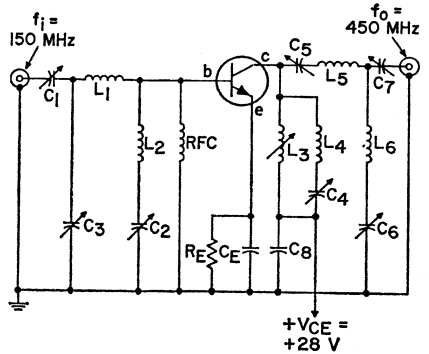 fi =
150 MHz
fo =
450 MHz
c
C5
b
C1
L1
L5
C7
e
L2
RFC
L3
L4
L6
C3
C2
C4
RE
CE
C8
C6
+VCE =
+28 V